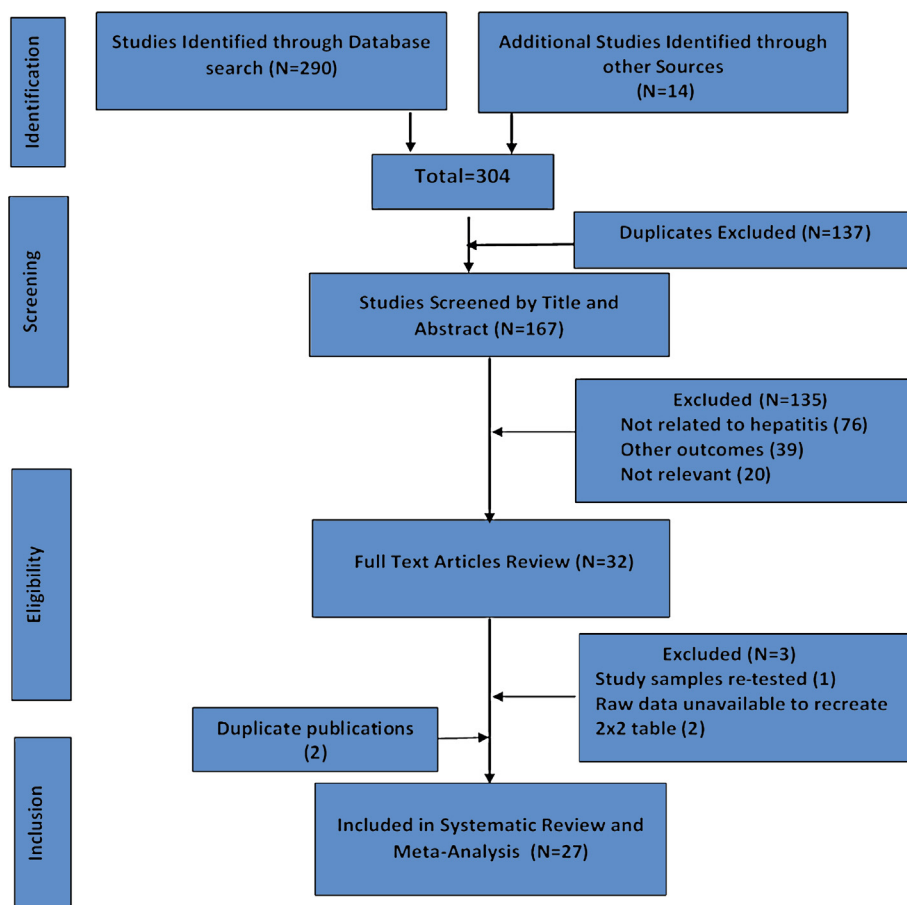 Identification
Studies Identified through Database
search (N=290)
Additional Studies Identified through
other Sources
(N=14)
Total=304
Screening
Duplicates Excluded (N=137)
Studies Screened by Title and
Abstract (N=167)
Excluded (N=135)
Not related to hepatitis (76)
Other outcomes (39)
Not relevant (20)
Eligibility
Full Text Articles Review (N=32)
Excluded (N=3)
Study samples re-tested (1)
Raw data unavailable to recreate
2x2 table (2)
Duplicate publications
(2)
Inclusion
Included in Systematic Review and
Meta-Analysis (N=27)